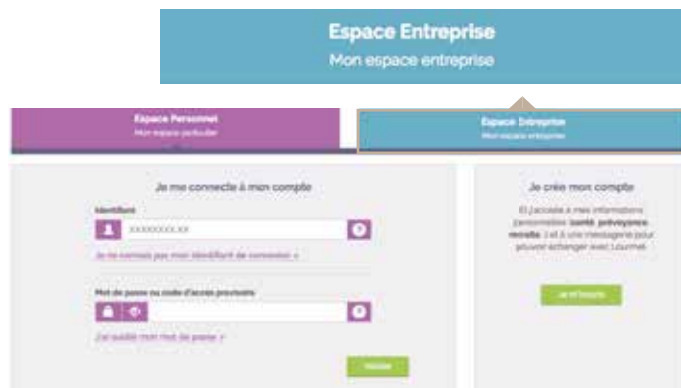 Espace Entreprise
Mon espace entreprise
Espace Personnel
Mon espace particulier
Espace Entreprise
Mon espace entreprise
Je me connecte à mon compte
Identifiant
XXXXXXXX.XX
Je ne connais pas mon identifiant de connexion >
Mot de passe ou code d'accès provisoire
J'ai oublié mon mot de passe >
Valider
Je crée mon compte
Et j'accède à mes informations
personnelles (santé, prévoyance,
retraite...) et à une messagerie pour
pouvoir échanger avec Lourmel
Je m'inscris